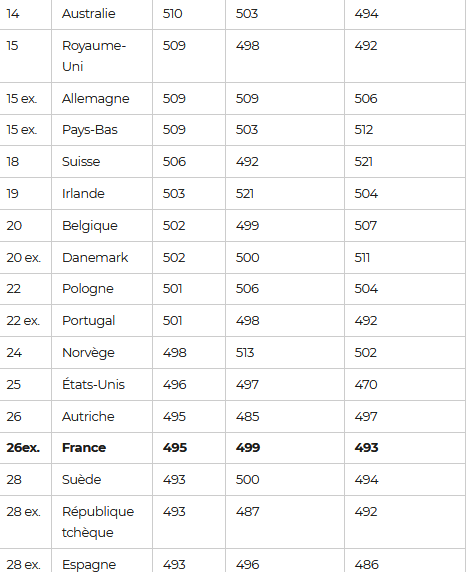 14 Australie 510 503 494
15 Royaume- 509 498 492
Uni
15 ex. Allemagne 509 509 506
15 ex. Pays-Bas 509 503 512
18 Suisse 506 492 521
19 Irlande 503 521 504
20 Belgique 502 499 507
20 ex. Danemark 502 500 511
22 Pologne 501 506 504
22 ex. Portugal 501 498 492
24 Norvège 498 513 502
25 États-Unis 496 497 470
26 Autriche 495 485 497
26ex. France 495 499 493
28 Suède 493 500 494
28 ex. République 493 487 492
tchèque
28 ex. Espagne 493 496 486